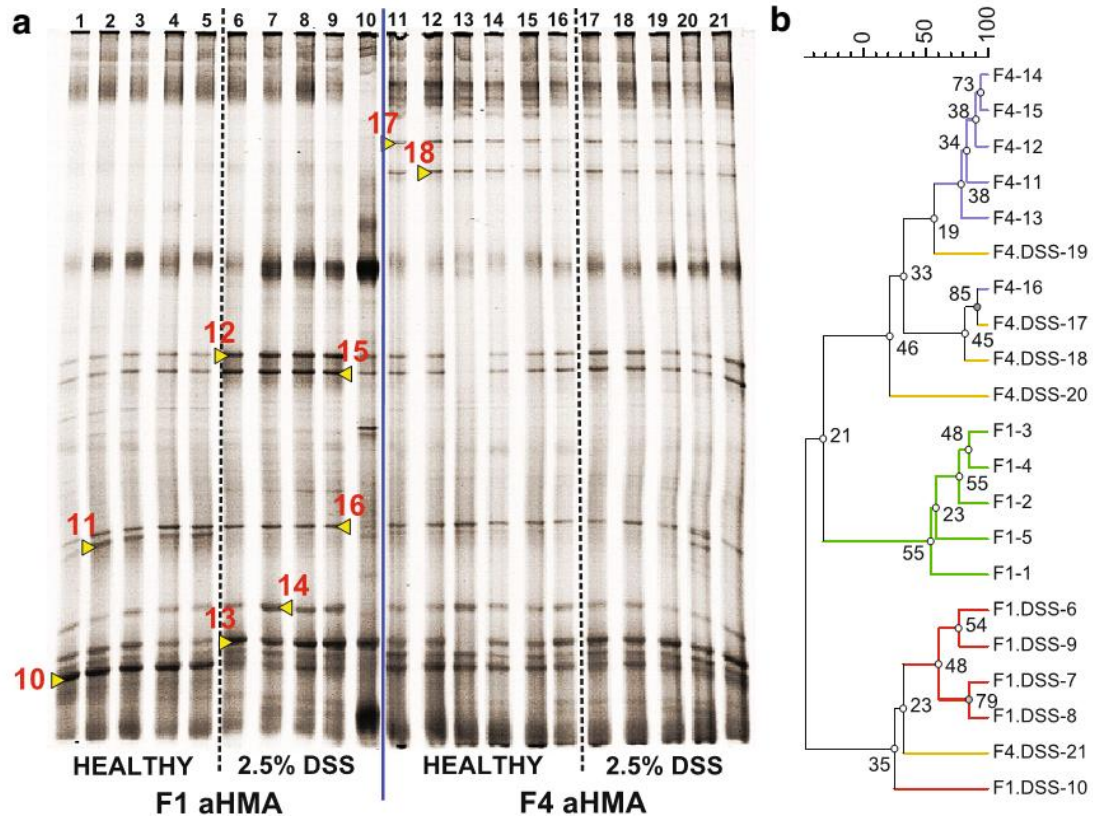 a
1 2 3 4 5 6 7 8 9 10 11 12 13 14 15 16 17 18 19 20 21
17
18
12
15
11
16
14
13
10
HEALTHY 2.5% DSS HEALTHY 2.5% DSS
F1 aHMA F4 aHMA
b
0 50 100
F4-14
73
F4-15
38
F4-12
34
F4-11
38
F4-13
19
F4.DSS-19
33
F4-16
85
F4.DSS-17
45
46
F4.DSS-18
F4.DSS-20
F1-3
48
21
F1-4
55
F1-2
23
F1-5
55
F1-1
F1.DSS-6
54
F1.DSS-9
48
F1.DSS-7
79
23
F1.DSS-8
F4.DSS-21
35
F1.DSS-10